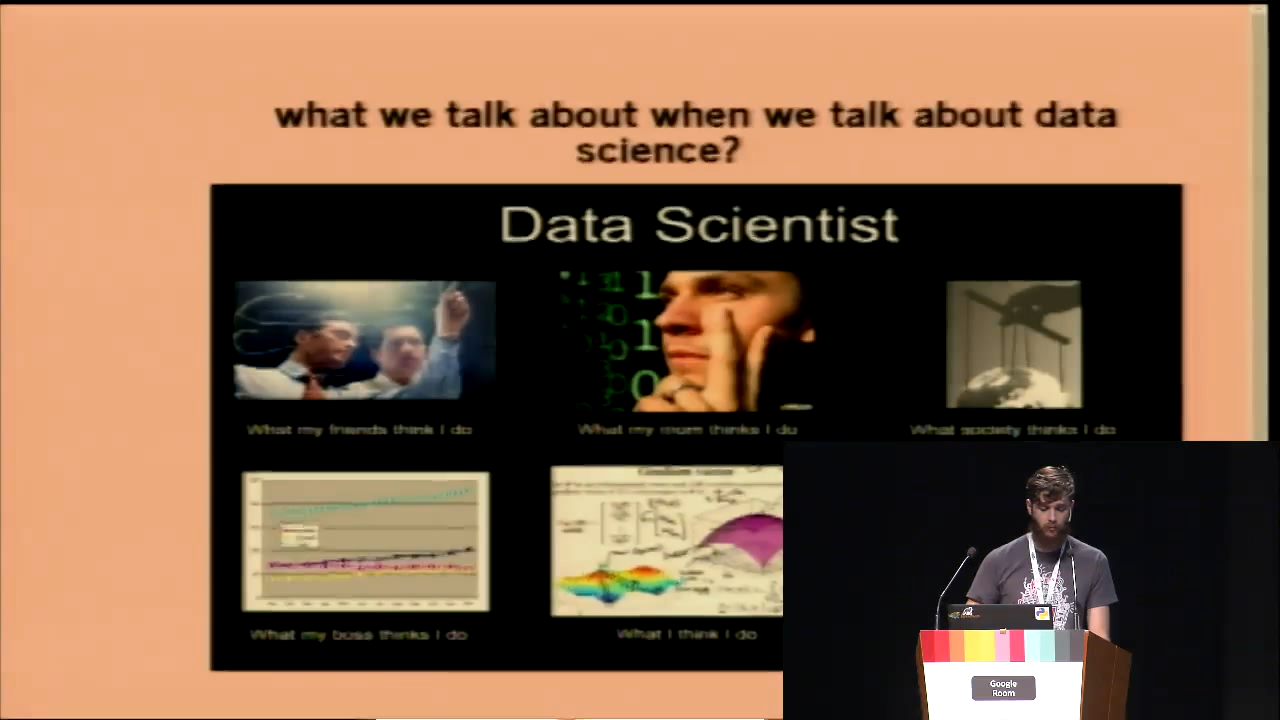 what we talk about when we talk about data
science?
Data Scientist
What my friends think I do
What my mom thinks I do
What society thinks I do
What my boss thinks I do
What I think I do
Google
Room